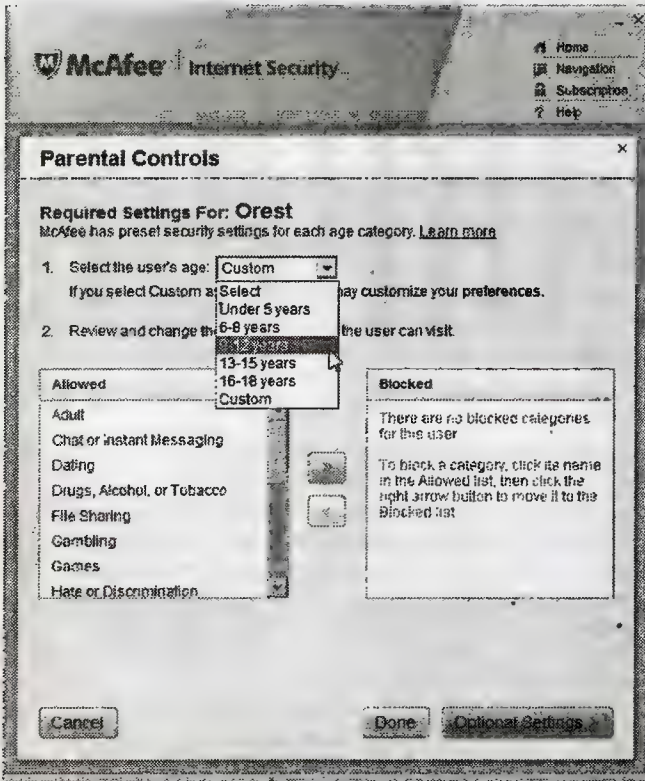 McAfee Internet Security
Home
Navigation
Subscription
? Help
Parental Controls
Required Settings For: Orest
McAfee has preset security settings for each age category. Learn more
1. Select the user's age: Custom
If you select Custom a
ay customize your preferences.
Select
Under 5 years
6-8 years
years
13-15 years
16-18 years
Custom
2. Review and change th
the user can visit.
Allowed
Adult
Chat or Instant Messaging
Dating
Drugs, Alcohol, or Tobacco
File Sharing
Gambling
Games
Hate or Discrimination
»
«
Blocked
There are no blocked categories
for this user
To block a category, click its name
in the Allowed list, then click the
right arrow button to move it to the
Blocked list
Cancel
Done
Optional Settings >